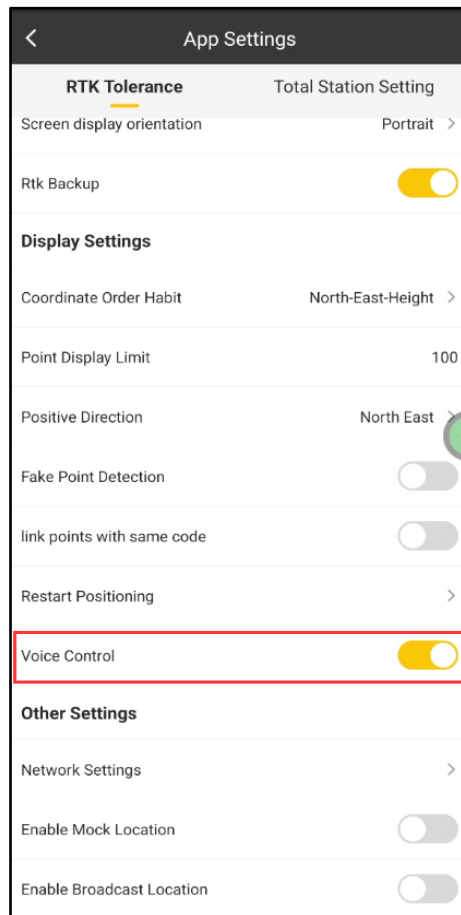 App Settings
RTK Tolerance Total Station Setting
Screen display orientation Portrait
Rtk Backup
Display Settings
Coordinate Order Habit North-East-Height
Point Display Limit 100
Positive Direction North East
Fake Point Detection
link points with same code
Restart Positioning
Voice Control
Other Settings
Network Settings
Enable Mock Location
Enable Broadcast Location